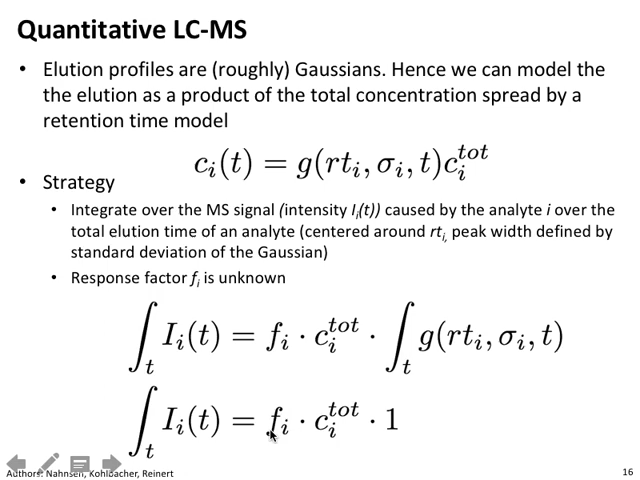 Quantitative LC-MS
• Elution profiles are (roughly) Gaussians. Hence we can model the
the elution as a product of the total concentration spread by a
retention time model
c_i(t) = g(rt_i, σ_i, t)c_i^{tot}
• Strategy
• Integrate over the MS signal (intensity I_i(t)) caused by the analyte i over the
total elution time of an analyte (centered around rt_i, peak width defined by
standard deviation of the Gaussian)
• Response factor f_i is unknown
∫_t I_i(t) = f_i · c_i^{tot} · ∫_t g(rt_i, σ_i, t)
∫_t I_i(t) = f_i · c_i^{tot} · 1
Authors: Nahnsen, Kohlbacher, Reinert
16